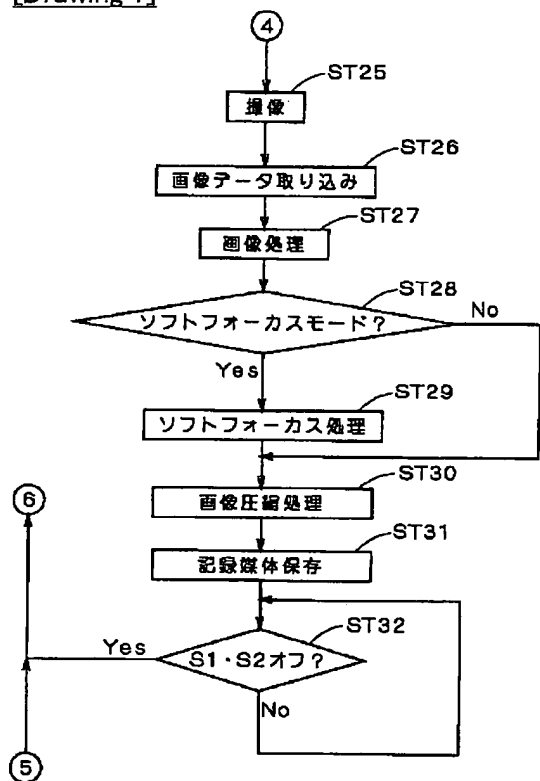 ④
ST25
撮像
ST26
画像データ取り込み
ST27
画像処理
ST28
ソフトフォーカスモード?
No
Yes
ST29
ソフトフォーカス処理
ST30
画像圧縮処理
⑥
ST31
記録媒体保存
ST32
Yes
S1・S2オフ?
No
⑤